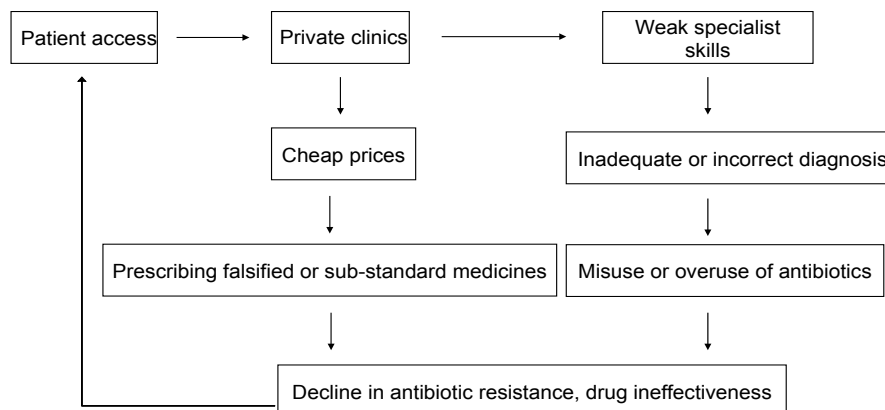 Patient access
Private clinics
Weak specialist
skills
Cheap prices
Inadequate or incorrect diagnosis
Prescribing falsified or sub-standard medicines
Misuse or overuse of antibiotics
Decline in antibiotic resistance, drug ineffectiveness